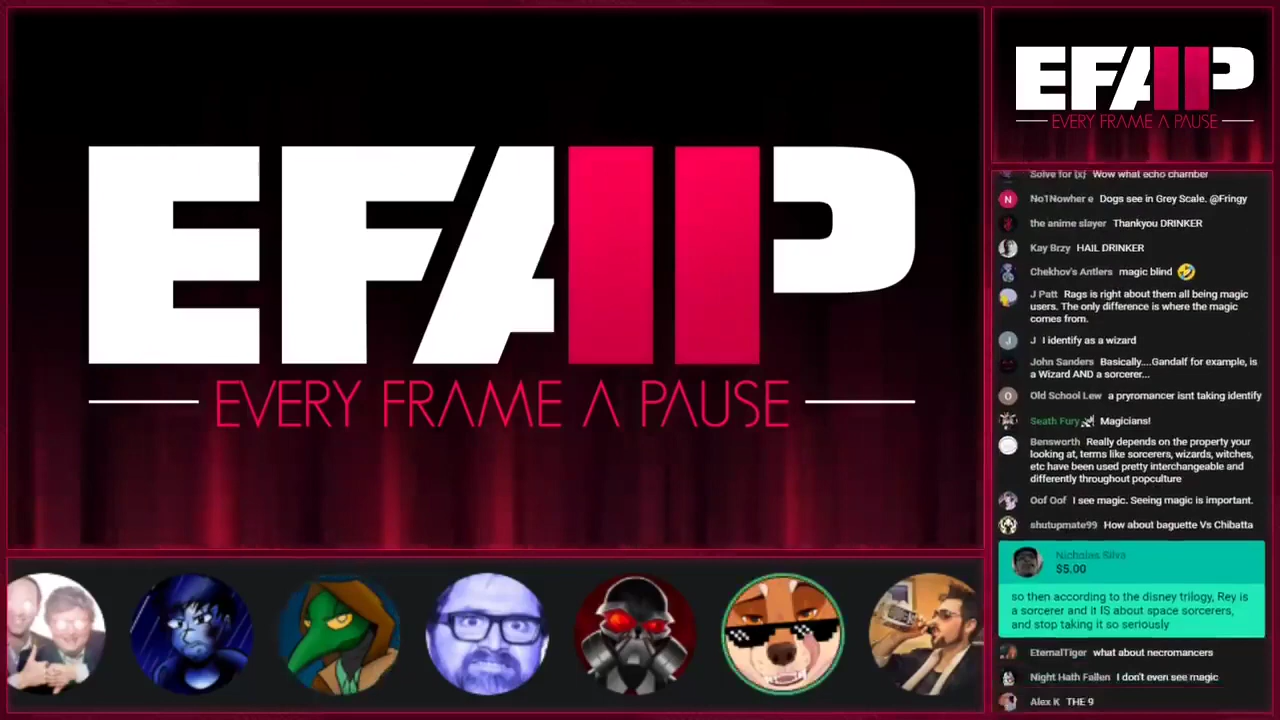 EFAP
EVERY FRAME A PAUSE
EFAP
EVERY FRAME A PAUSE
Solve for {x} Wow what echo chamber
N No1Nowher e Dogs see in Grey Scale. @Fringy
the anime slayer Thankyou DRINKER
Kay Brzy HAIL DRINKER
Chekhov's Antlers magic blind 🤣
J Patt Rags is right about them all being magic
users. The only difference is where the magic
comes from.
J J I identify as a wizard
John Sanders Basically....Gandalf for example, is
a Wizard AND a sorcerer...
O Old School Lew a pryromancer isnt taking identify
Seath Fury Magicians!
Bensworth Really depends on the property your
looking at, terms like sorcerers, wizards, witches,
etc have been used pretty interchangeable and
differently throughout popculture
Oof Oof I see magic. Seeing magic is important.
shutupmate99 How about baguette Vs Chibatta
Nicholas Silva
$5.00
so then according to the disney trilogy, Rey is
a sorcerer and it IS about space sorcerers,
and stop taking it so seriously
EternalTiger what about necromancers
Night Hath Fallen I don't even see magic
Alex K THE 9